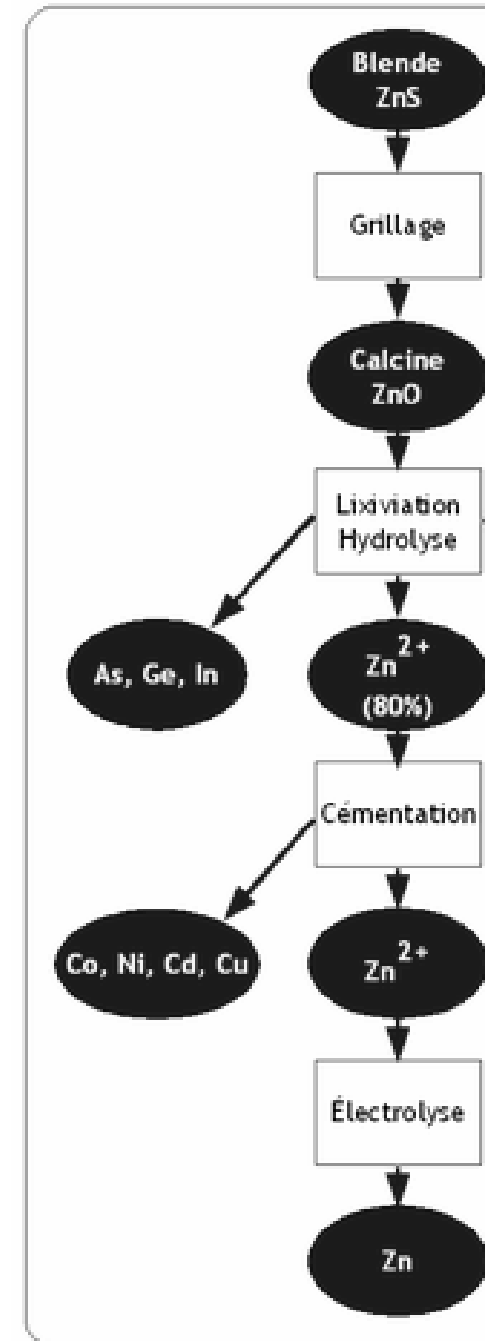 Blende
ZnS
Grillage
Calcine
ZnO
Lixiviation
Hydrolyse
As, Ge, In
Zn²⁺
(80%)
Cémentation
Co, Ni, Cd, Cu
Zn²⁺
Électrolyse
Zn